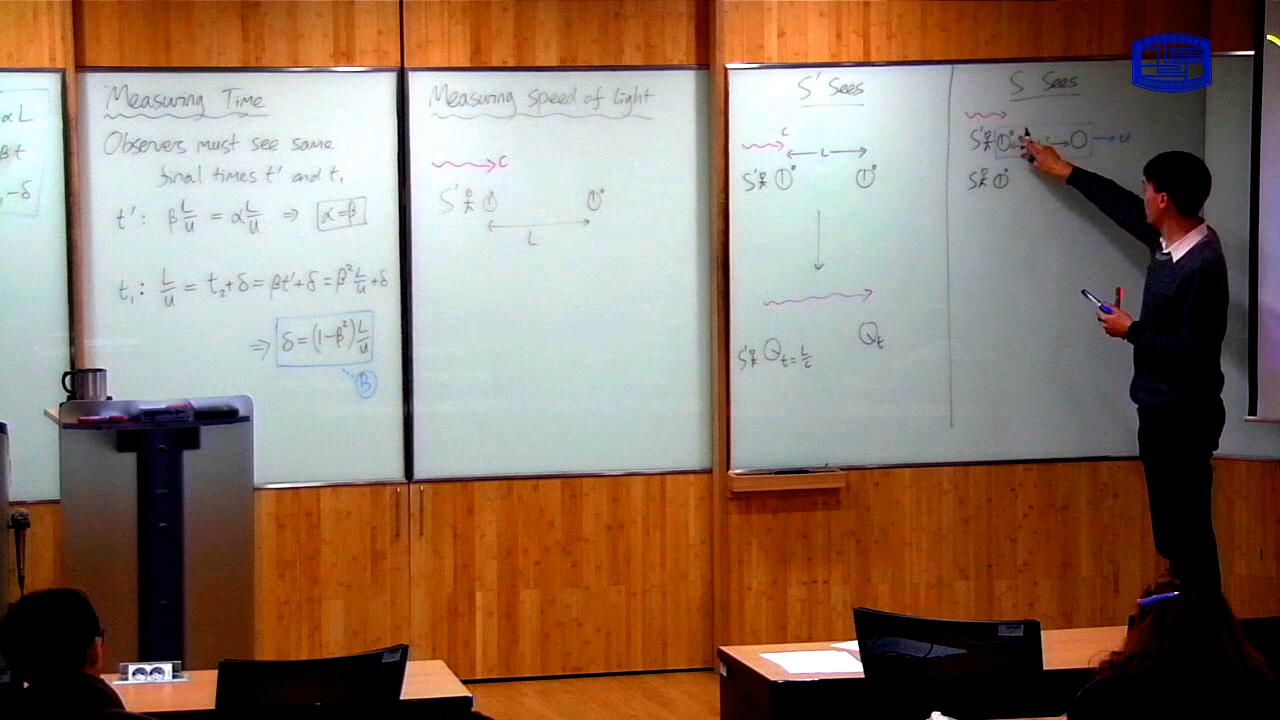 αL
βt
-δ
Measuring Time
Observers must see same
final times t' and t₁
t': β L/u = α L/u ⇒ α=β
t₁: L/u = t₂+δ = βt'+δ = β² L/u + δ
⇒ δ = (1-β²) L/u
B
Measuring speed of light
c
S'
L
S' Sees
c
L
S'
S'
t = L/c
t
S Sees
S'
u
S